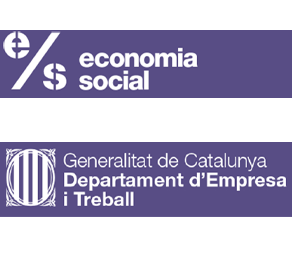 e/s economia
social
Generalitat de Catalunya
Departament d'Empresa
i Treball